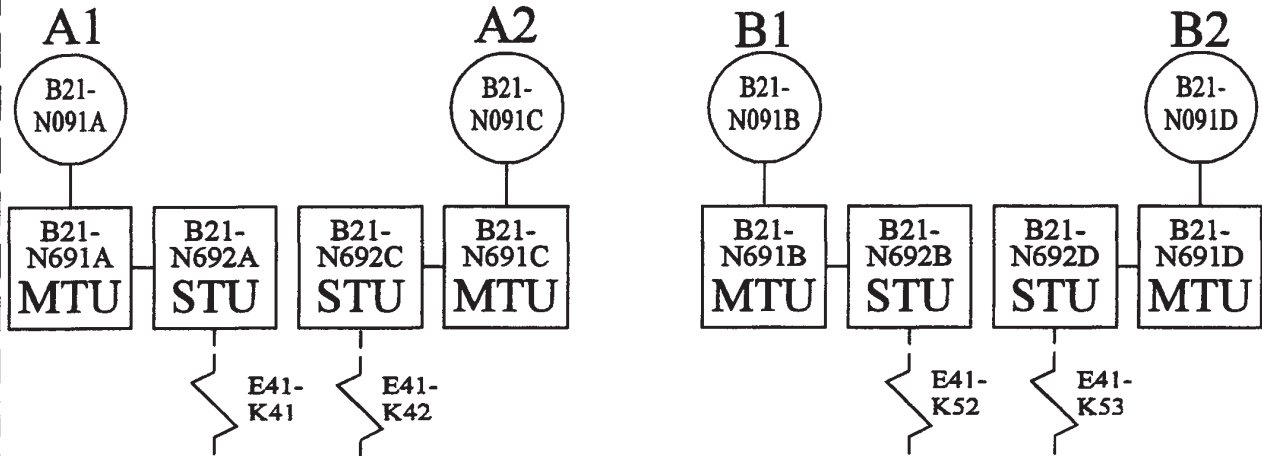 A1
A2
B1
B2
B21-
N091A
B21-
N091C
B21-
N091B
B21-
N091D
B21-
N691A
MTU
B21-
N692A
STU
B21-
N692C
STU
B21-
N691C
MTU
B21-
N691B
MTU
B21-
N692B
STU
B21-
N692D
STU
B21-
N691D
MTU
E41-
K41
E41-
K42
E41-
K52
E41-
K53